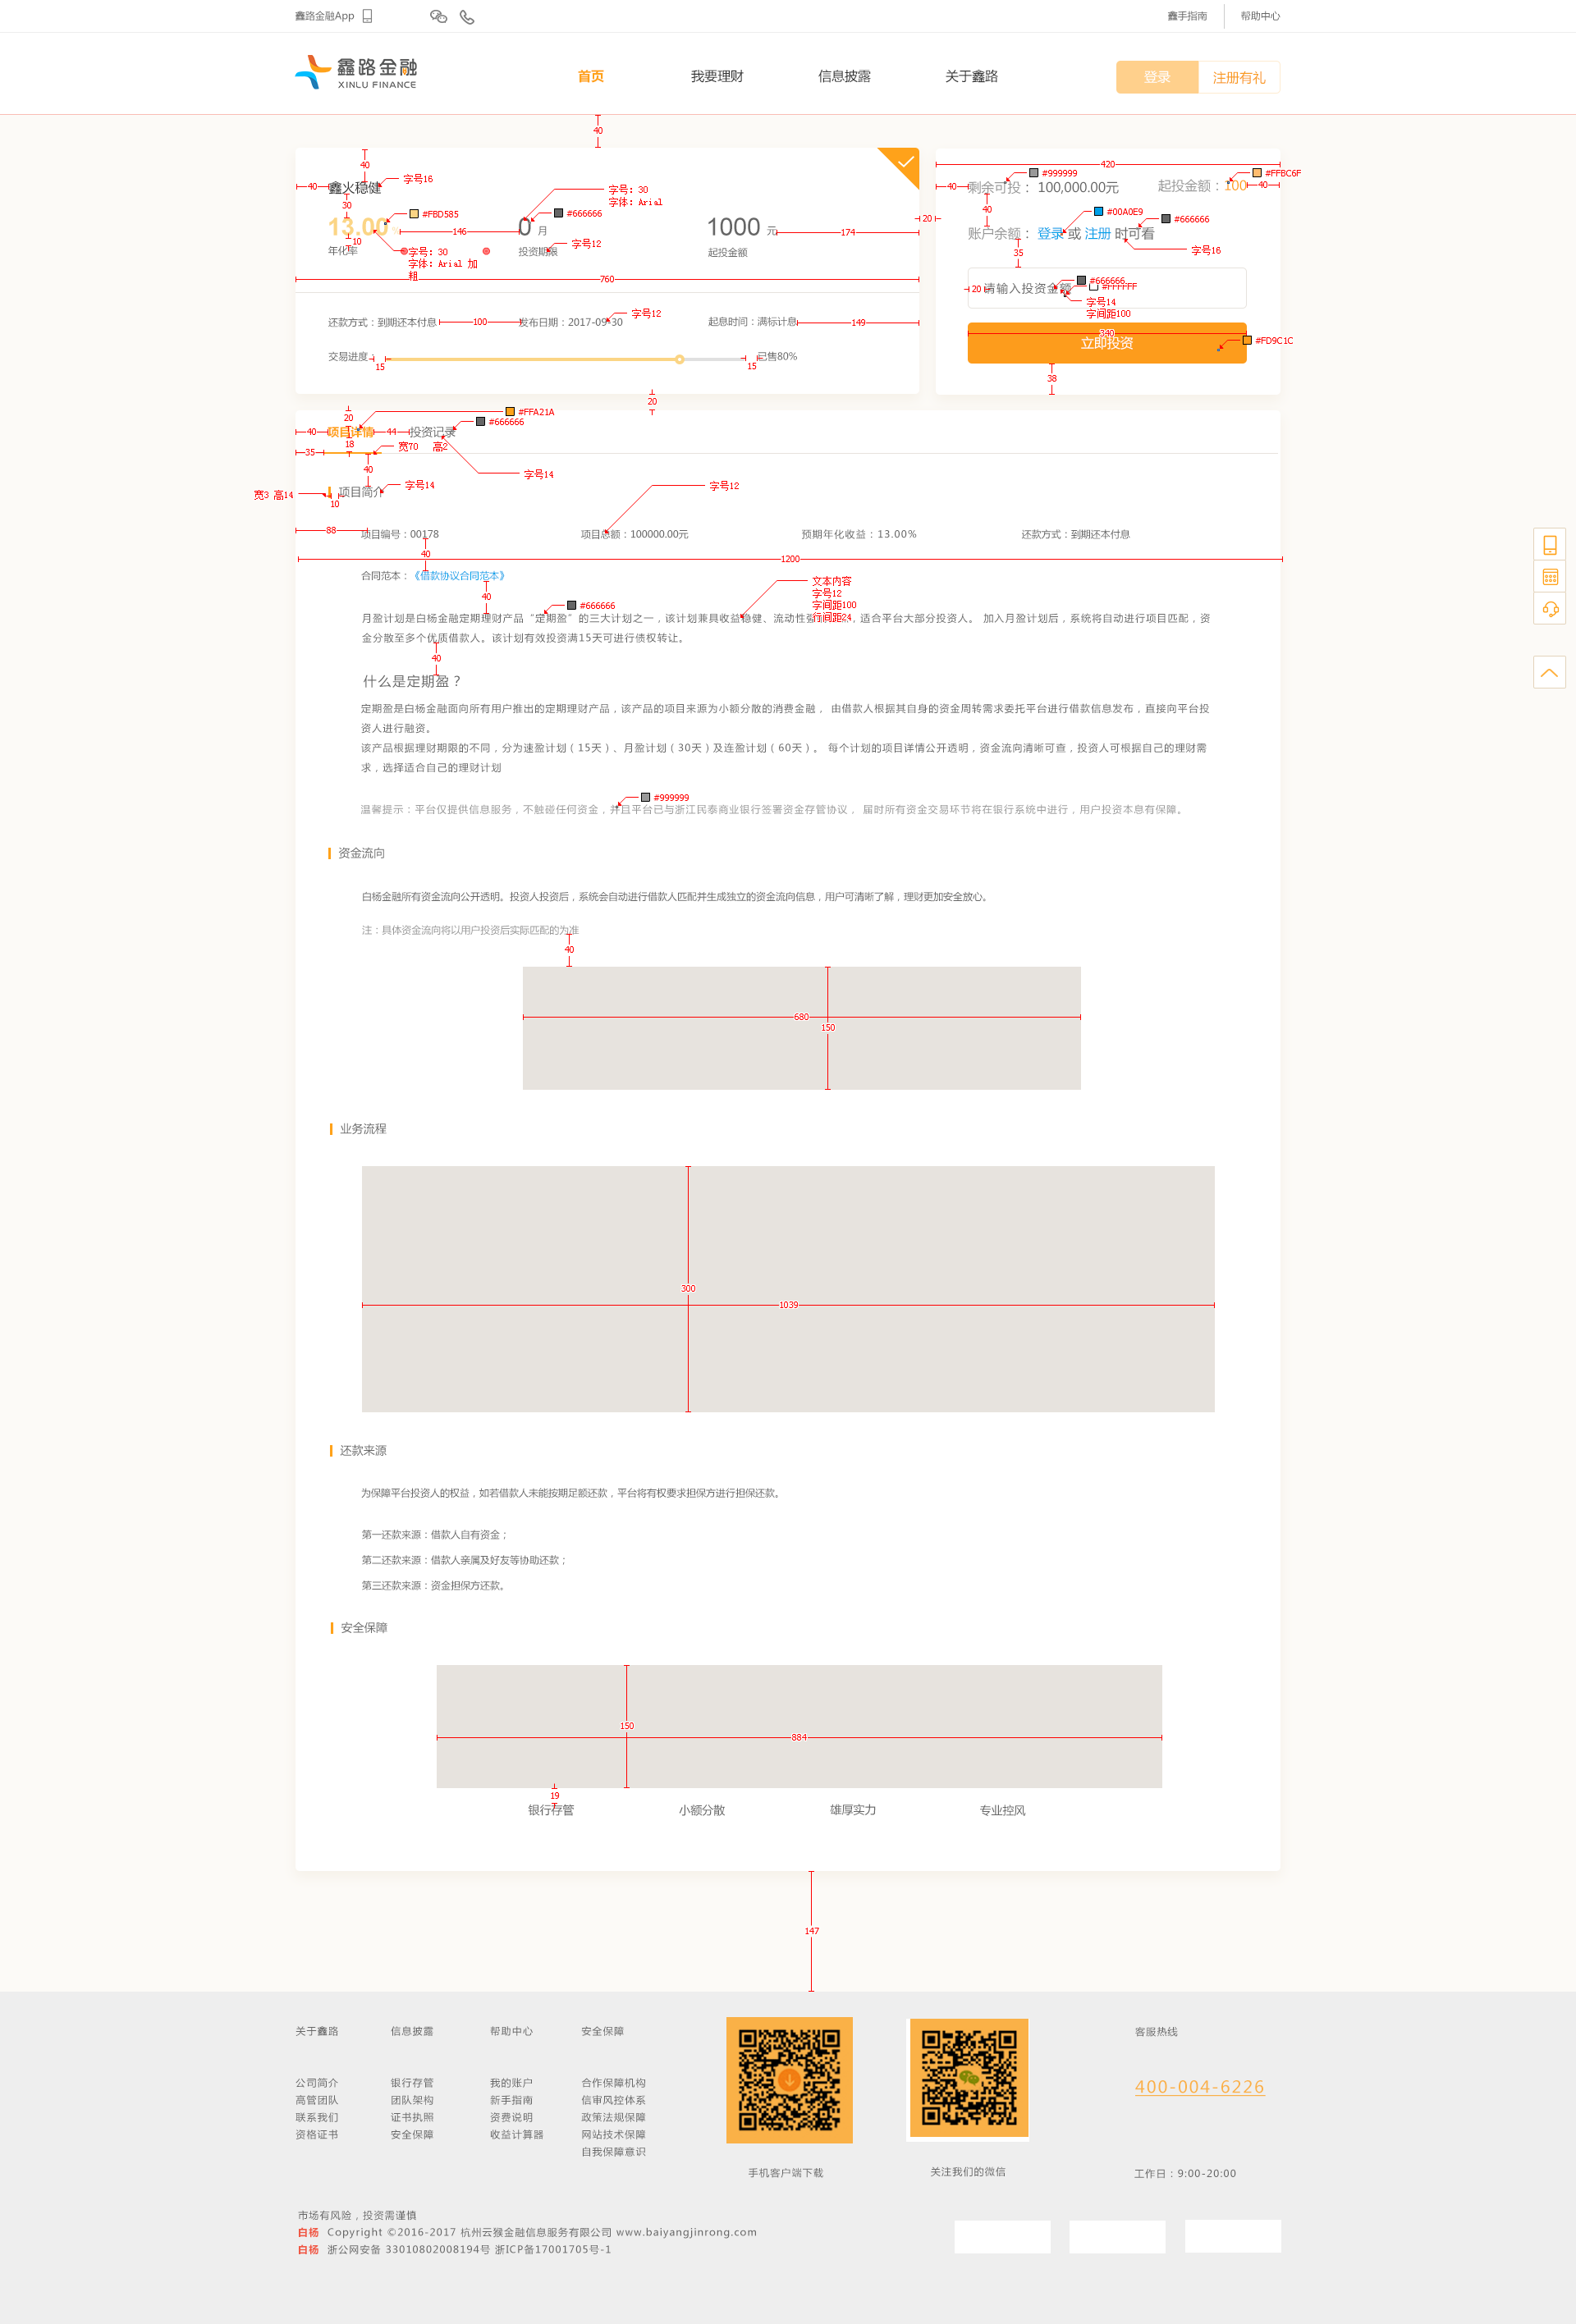 鑫路金融App
鑫手指南
帮助中心
鑫路金融
XINLU FINANCE
首页
我要理财
信息披露
关于鑫路
登录
注册有礼
40
40
40
鑫火稳健
字号16
30
13.00
#FBD585
146
10
年化率
字号: 30
字体: Arial 加
粗
0 月
#666666
字号: 30
字体: Arial
投资期限
字号12
1000 元
174
起投金额
20
760
还款方式：到期还本付息
100
发布日期：2017-09-30
字号12
起息时间：满标计息
149
交易进度
15
15
已售80%
420
40
剩余可投： 100,000.00元
#999999
起投金额：100
#FFBC6F
40
40
#00A0E9
#666666
账户余额： 登录 或 注册 时可看
35
字号16
20
请输入投资金额
#666666
#FFFFFF
字号14
字间距100
340
立即投资
#FD9C1C
38
20
20
#FFA21A
#666666
40
项目详情
44
投资记录
18
宽70 高2
35
40
字号14
宽3 高14
10
项目简介
字号14
字号12
88
项目编号：00178
项目总额：100000.00元
预期年化收益：13.00%
还款方式：到期还本付息
40
1200
合同范本：《借款协议合同范本》
40
#666666
文本内容
字号12
字间距100
行间距24
月盈计划是白杨金融定期理财产品“定期盈”的三大计划之一，该计划兼具收益稳健、流动性强 ，适合平台大部分投资人。 加入月盈计划后，系统将自动进行项目匹配，资
金分散至多个优质借款人。该计划有效投资满15天可进行债权转让。
40
什么是定期盈？
定期盈是白杨金融面向所有用户推出的定期理财产品，该产品的项目来源为小额分散的消费金融， 由借款人根据其自身的资金周转需求委托平台进行借款信息发布，直接向平台投
资人进行融资。
该产品根据理财期限的不同，分为速盈计划（15天）、月盈计划（30天）及连盈计划（60天）。 每个计划的项目详情公开透明，资金流向清晰可查，投资人可根据自己的理财需
求，选择适合自己的理财计划
#999999
温馨提示：平台仅提供信息服务，不触碰任何资金，并且平台已与浙江民泰商业银行签署资金存管协议， 届时所有资金交易环节将在银行系统中进行，用户投资本息有保障。
资金流向
白杨金融所有资金流向公开透明。投资人投资后，系统会自动进行借款人匹配并生成独立的资金流向信息，用户可清晰了解，理财更加安全放心。
注：具体资金流向将以用户投资后实际匹配的为准
40
680
150
业务流程
300
1039
还款来源
为保障平台投资人的权益，如若借款人未能按期足额还款，平台将有权要求担保方进行担保还款。
第一还款来源：借款人自有资金；
第二还款来源：借款人亲属及好友等协助还款；
第三还款来源：资金担保方还款。
安全保障
150
884
19
银行存管
小额分散
雄厚实力
专业控风
147
关于鑫路
信息披露
帮助中心
安全保障
客服热线
公司简介
银行存管
我的账户
合作保障机构
高管团队
团队架构
新手指南
信审风控体系
联系我们
证书执照
资费说明
政策法规保障
资格证书
安全保障
收益计算器
网站技术保障
自我保障意识
400-004-6226
手机客户端下载
关注我们的微信
工作日：9:00-20:00
市场有风险，投资需谨慎
白杨 Copyright ©2016-2017 杭州云猴金融信息服务有限公司 www.baiyangjinrong.com
白杨 浙公网安备 33010802008194号 浙ICP备17001705号-1